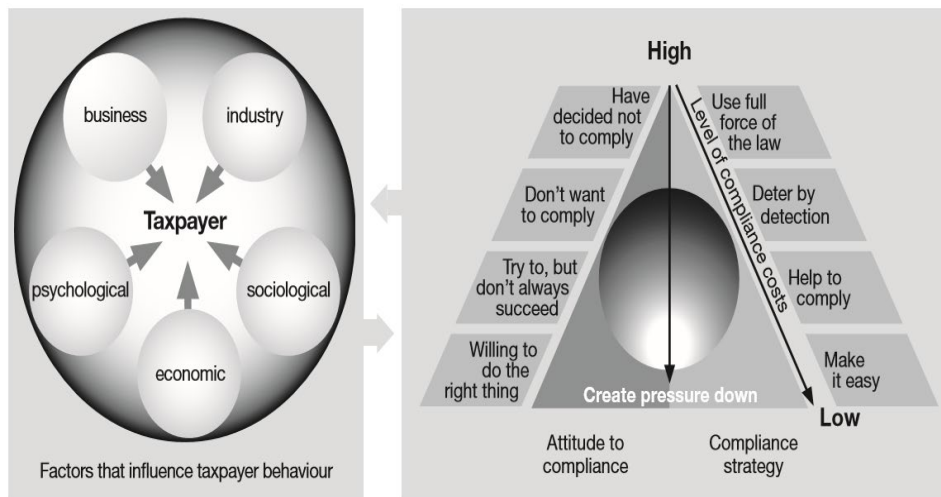 business
industry
Taxpayer
psychological
sociological
economic
Factors that influence taxpayer behaviour
High
Have
decided not
to comply
Use full
force of
the law
Level of compliance costs
Don't want
to comply
Deter by
detection
Try to, but
don't always
succeed
Help to
comply
Willing to
do the
right thing
Make
it easy
Create pressure down
Low
Attitude to
compliance
Compliance
strategy